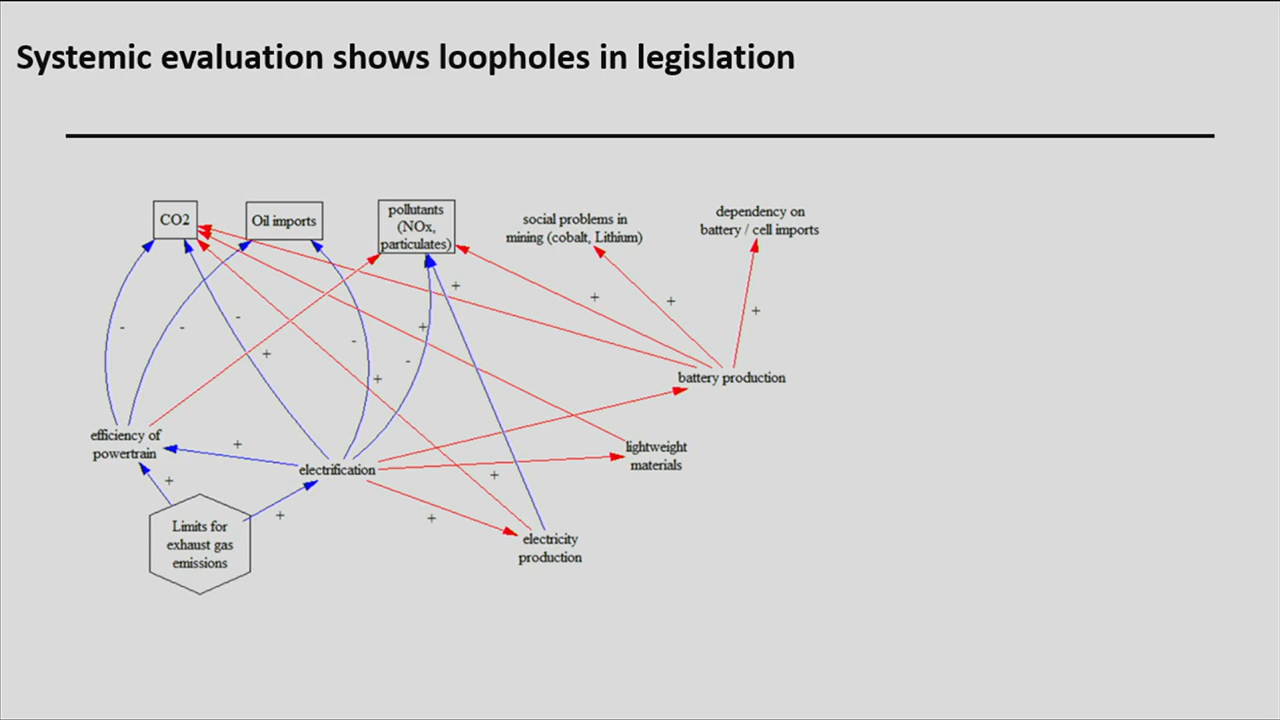 Systemic evaluation shows loopholes in legislation
CO2
Oil imports
pollutants
(NOx,
particulates)
social problems in
mining (cobalt, Lithium)
dependency on
battery / cell imports
+
+
+
+
-
-
-
+
-
+
-
+
battery production
efficiency of
powertrain
+
electrification
lightweight
materials
+
+
+
+
Limits for
exhaust gas
emissions
electricity
production